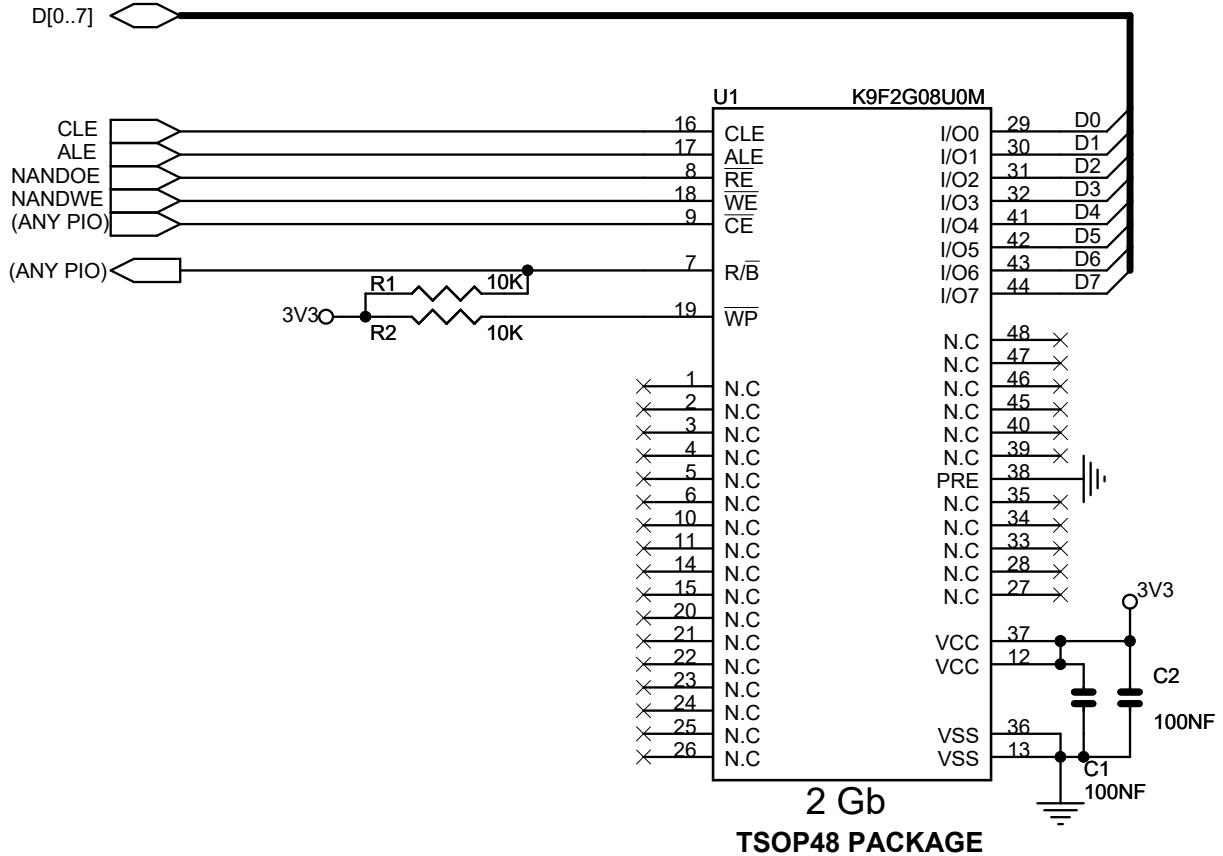 D[0..7]
U1 K9F2G08U0M
CLE 16 CLE I/O0 29 D0
ALE 17 ALE I/O1 30 D1
NANDOE 8 RE I/O2 31 D2
NANDWE 18 WE I/O3 32 D3
(ANY PIO) 9 CE I/O4 41 D4
I/O5 42 D5
(ANY PIO) 7 R/B I/O6 43 D6
R1 10K I/O7 44 D7
3V3 19 WP
R2 10K
N.C 48
N.C 47
1 N.C N.C 46
2 N.C N.C 45
3 N.C N.C 40
4 N.C N.C 39
5 N.C PRE 38
6 N.C N.C 35
10 N.C N.C 34
11 N.C N.C 33
14 N.C N.C 28
15 N.C N.C 27
3V3
20 N.C
21 N.C VCC 37
22 N.C VCC 12
23 N.C C2
24 N.C 100NF
25 N.C VSS 36
26 N.C VSS 13
C1
100NF
2 Gb
TSOP48 PACKAGE